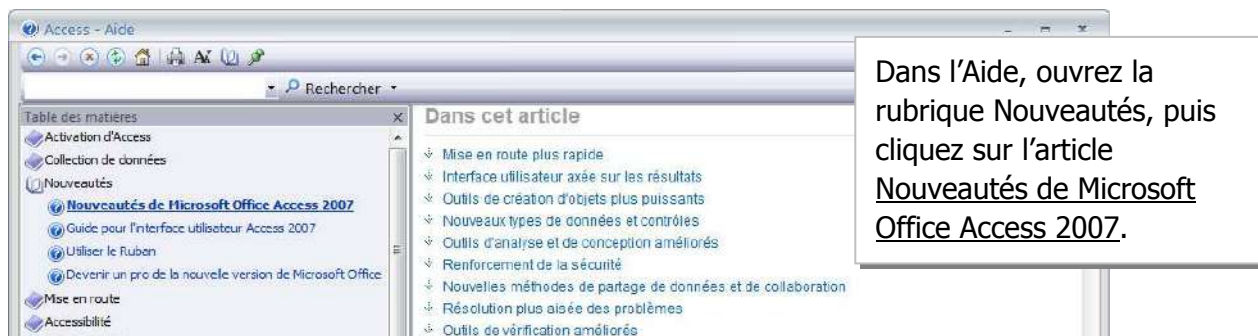 Access - Aide
Rechercher
Table des matières
Activation d'Access
Collection de données
Nouveautés
Nouveautés de Microsoft Office Access 2007
Guide pour l'interface utilisateur Access 2007
Utiliser le Ruban
Devenir un pro de la nouvelle version de Microsoft Office
Mise en route
Accessibilité
Dans cet article
Mise en route plus rapide
Interface utilisateur axée sur les résultats
Outils de création d'objets plus puissants
Nouveaux types de données et contrôles
Outils d'analyse et de conception améliorés
Renforcement de la sécurité
Nouvelles méthodes de partage de données et de collaboration
Résolution plus aisée des problèmes
Outils de vérification améliorés
Dans l'Aide, ouvrez la
rubrique Nouveautés, puis
cliquez sur l'article
Nouveautés de Microsoft
Office Access 2007.